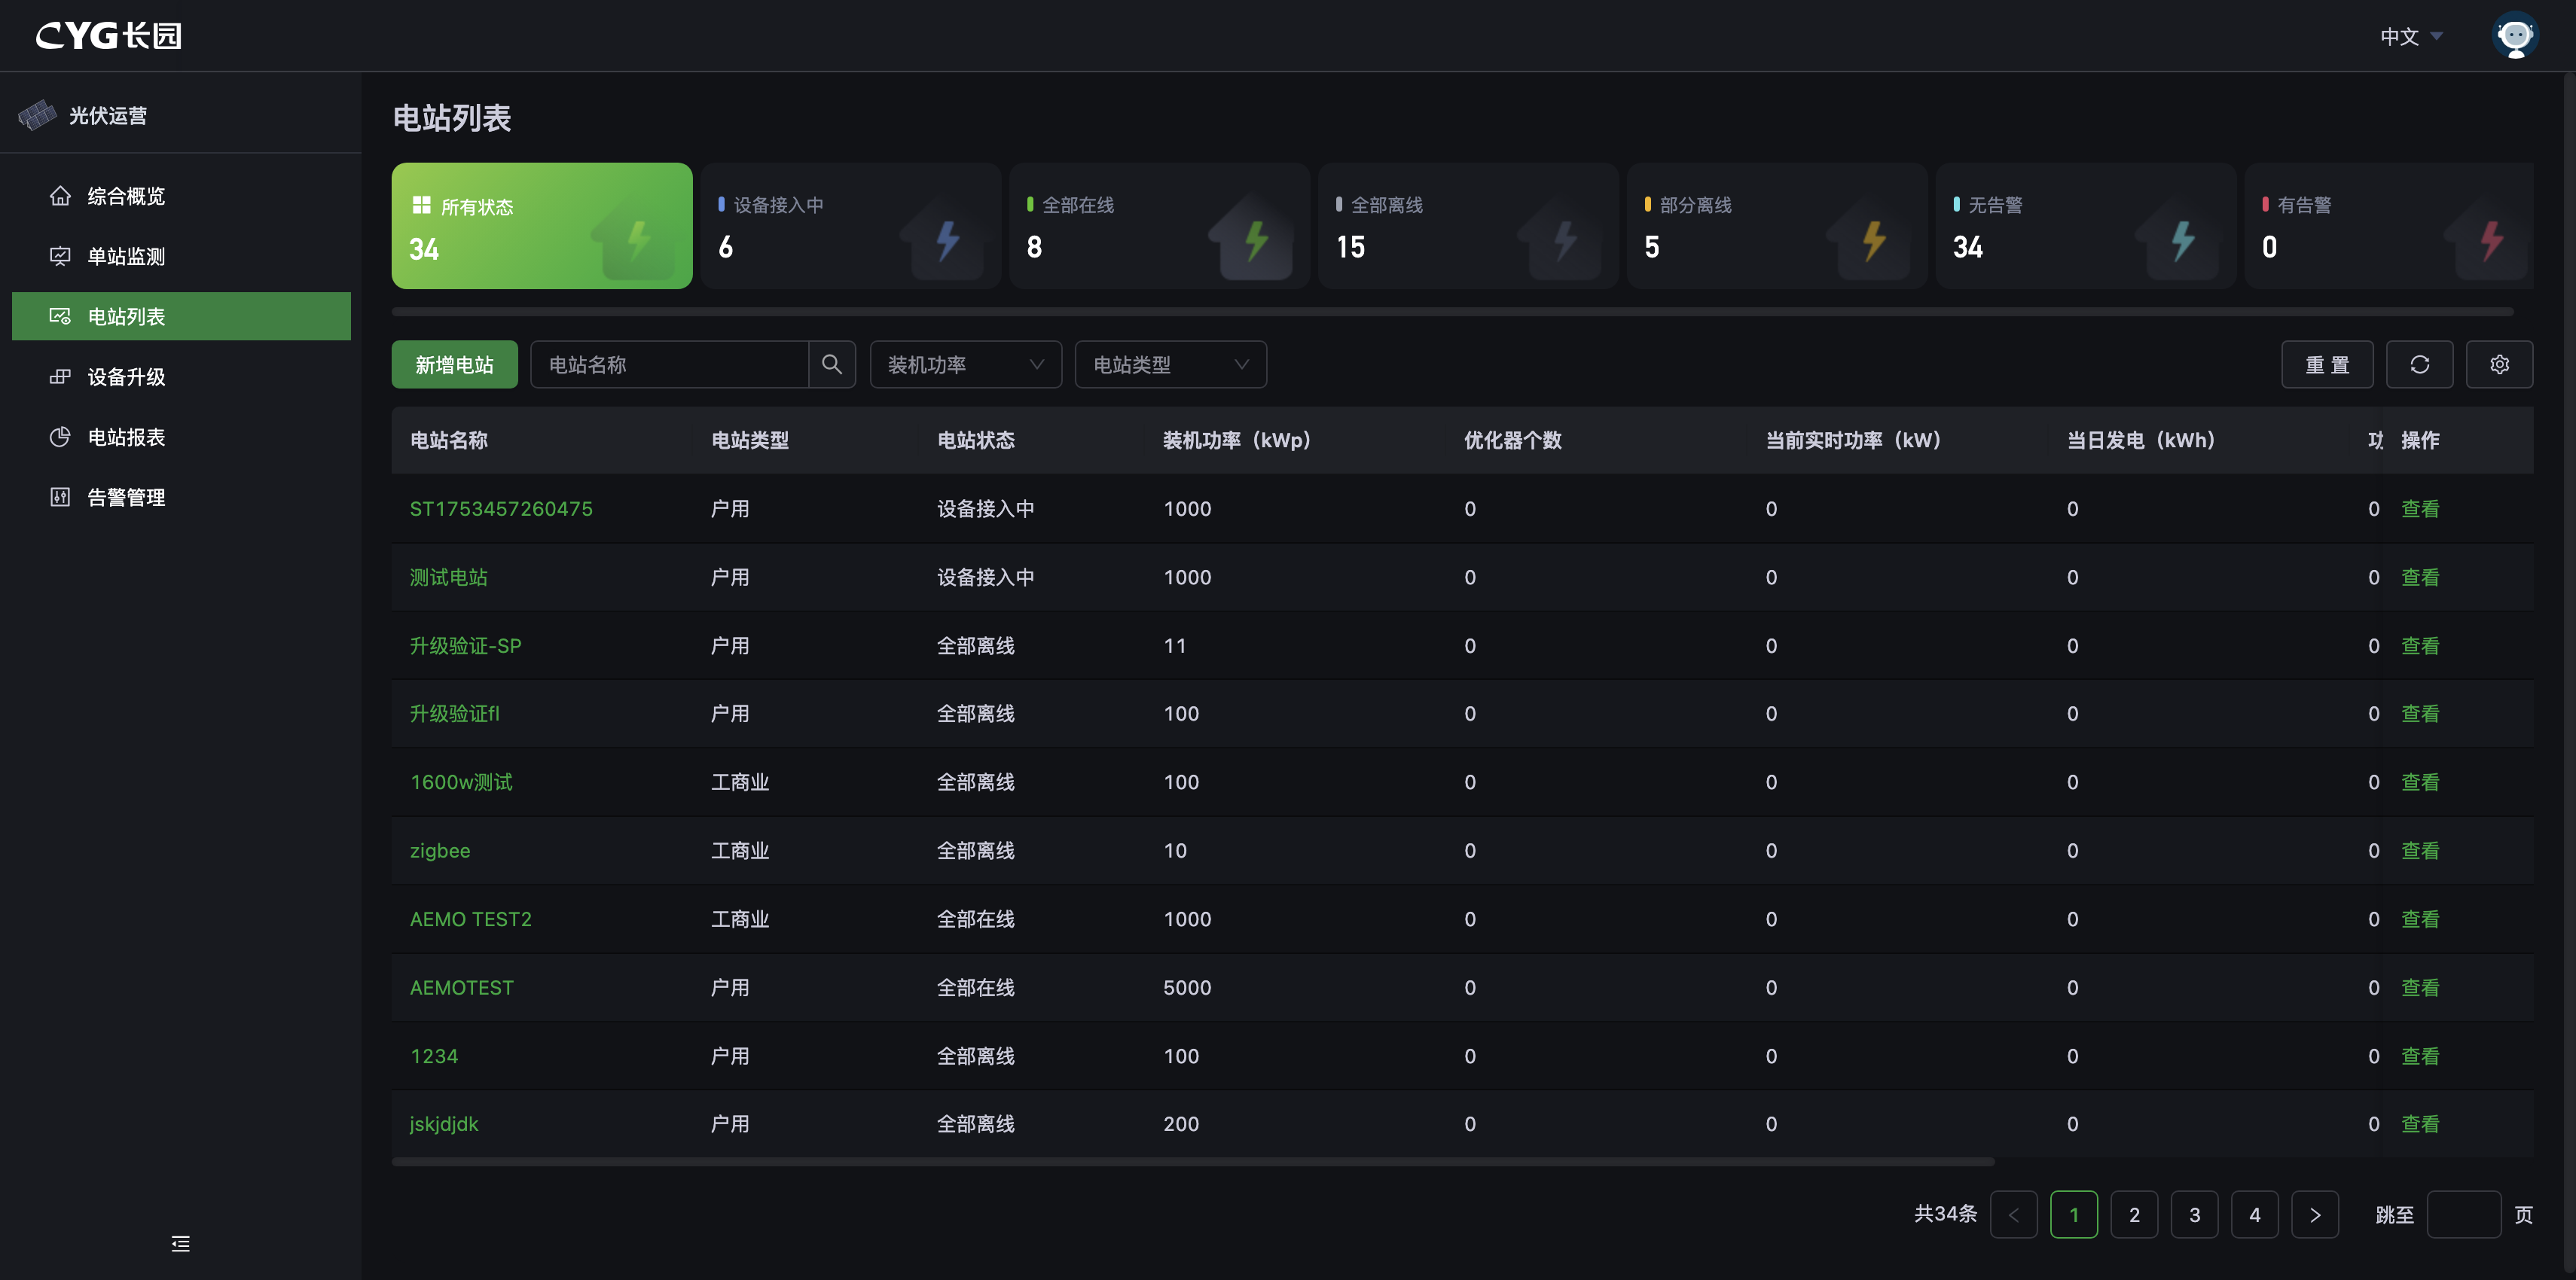 CYG长园
中文
光伏运营
综合概览
单站监测
电站列表
设备升级
电站报表
告警管理
电站列表
所有状态
34
设备接入中
6
全部在线
8
全部离线
15
部分离线
5
无告警
34
有告警
0
新增电站 电站名称 装机功率 电站类型 重 置
电站名称 电站类型 电站状态 装机功率（kWp） 优化器个数 当前实时功率（kW） 当日发电（kWh） 功 操作
ST1753457260475 户用 设备接入中 1000 0 0 0 0 查看
测试电站 户用 设备接入中 1000 0 0 0 0 查看
升级验证-SP 户用 全部离线 11 0 0 0 0 查看
升级验证fl 户用 全部离线 100 0 0 0 0 查看
1600w测试 工商业 全部离线 100 0 0 0 0 查看
zigbee 工商业 全部离线 10 0 0 0 0 查看
AEMO TEST2 工商业 全部在线 1000 0 0 0 0 查看
AEMOTEST 户用 全部在线 5000 0 0 0 0 查看
1234 户用 全部离线 100 0 0 0 0 查看
jskjdjdk 户用 全部离线 200 0 0 0 0 查看
共34条 < 1 2 3 4 > 跳至 页